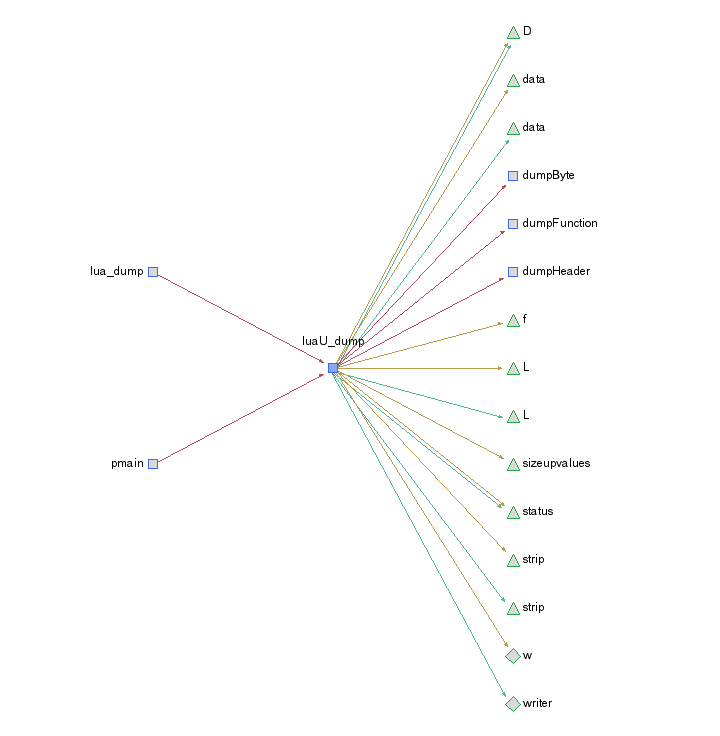 D
data
data
dumpByte
dumpFunction
lua_dump
dumpHeader
f
luaU_dump
L
L
pmain
sizeupvalues
status
strip
strip
w
writer